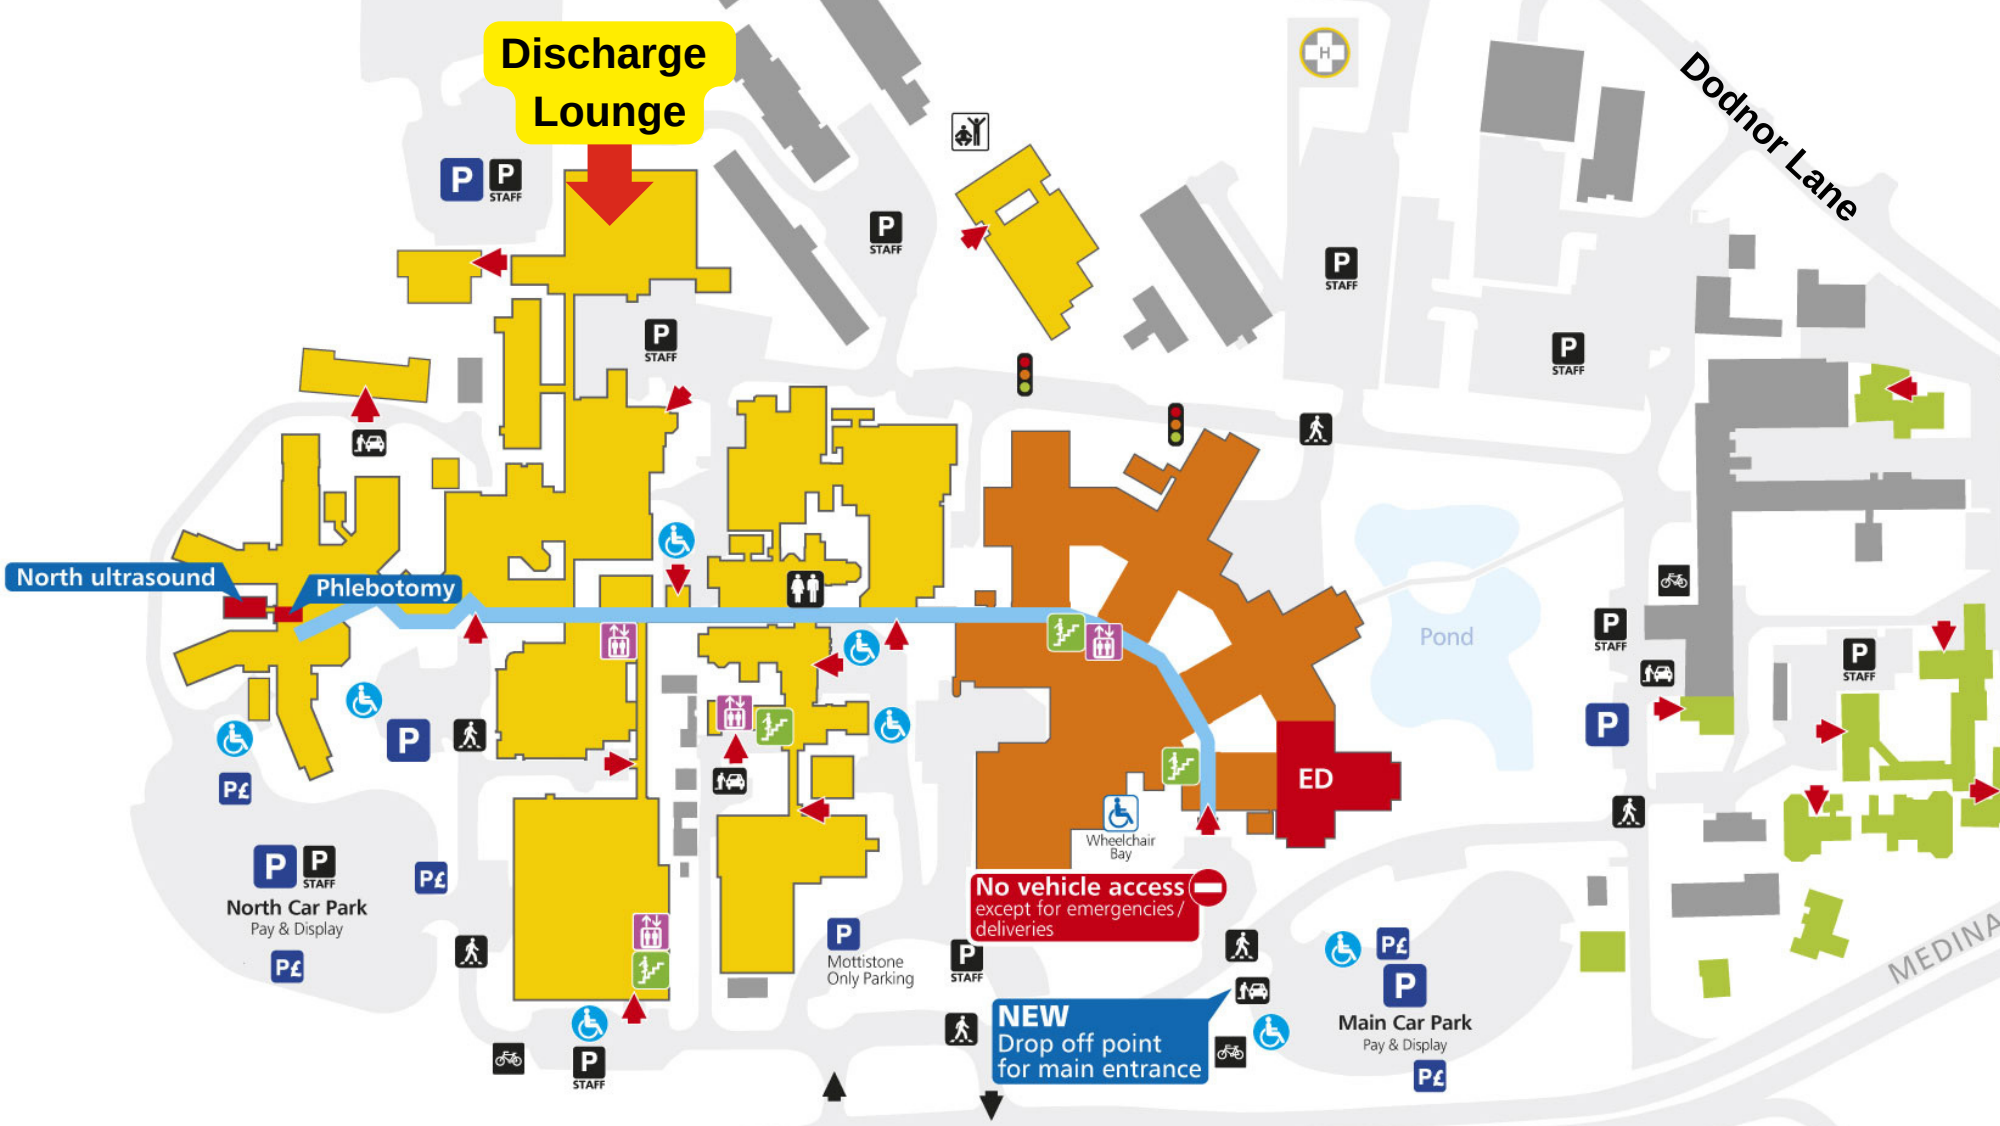 Discharge
Lounge
H
Dodnor Lane
P
P
STAFF
P
STAFF
P
STAFF
P
STAFF
P
STAFF
North ultrasound
Phlebotomy
Pond
P
STAFF
P
STAFF
P
P
P£
ED
Wheelchair
Bay
P
P
STAFF
North Car Park
Pay & Display
P£
P£
No vehicle access
except for emergencies/
deliveries
P
Mottistone
Only Parking
P
STAFF
P£
P
Main Car Park
Pay & Display
P£
NEW
Drop off point
for main entrance
P
STAFF
MEDINA